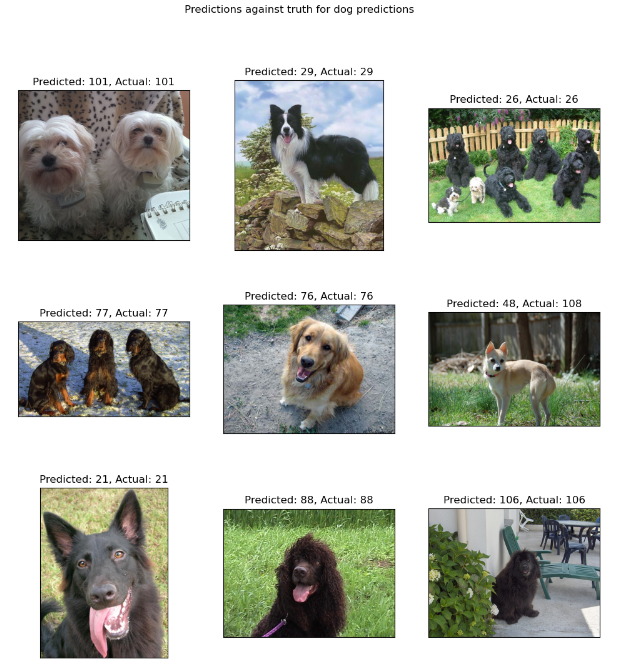 Predictions against truth for dog predictions
Predicted: 101, Actual: 101
Predicted: 29, Actual: 29
Predicted: 26, Actual: 26
Predicted: 77, Actual: 77
Predicted: 76, Actual: 76
Predicted: 48, Actual: 108
Predicted: 21, Actual: 21
Predicted: 88, Actual: 88
Predicted: 106, Actual: 106